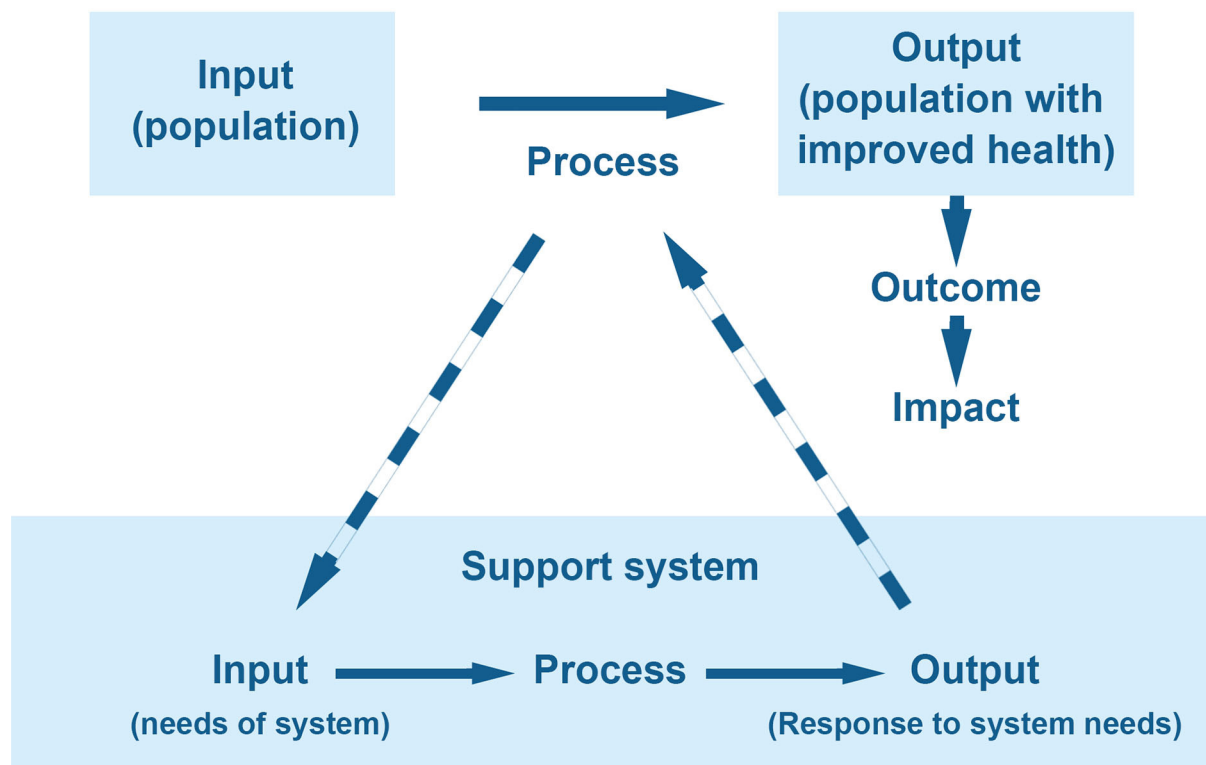 Input
(population)
Process
Output
(population with
improved health)
Outcome
Impact
Support system
Input
(needs of system)
Process
Output
(Response to system needs)